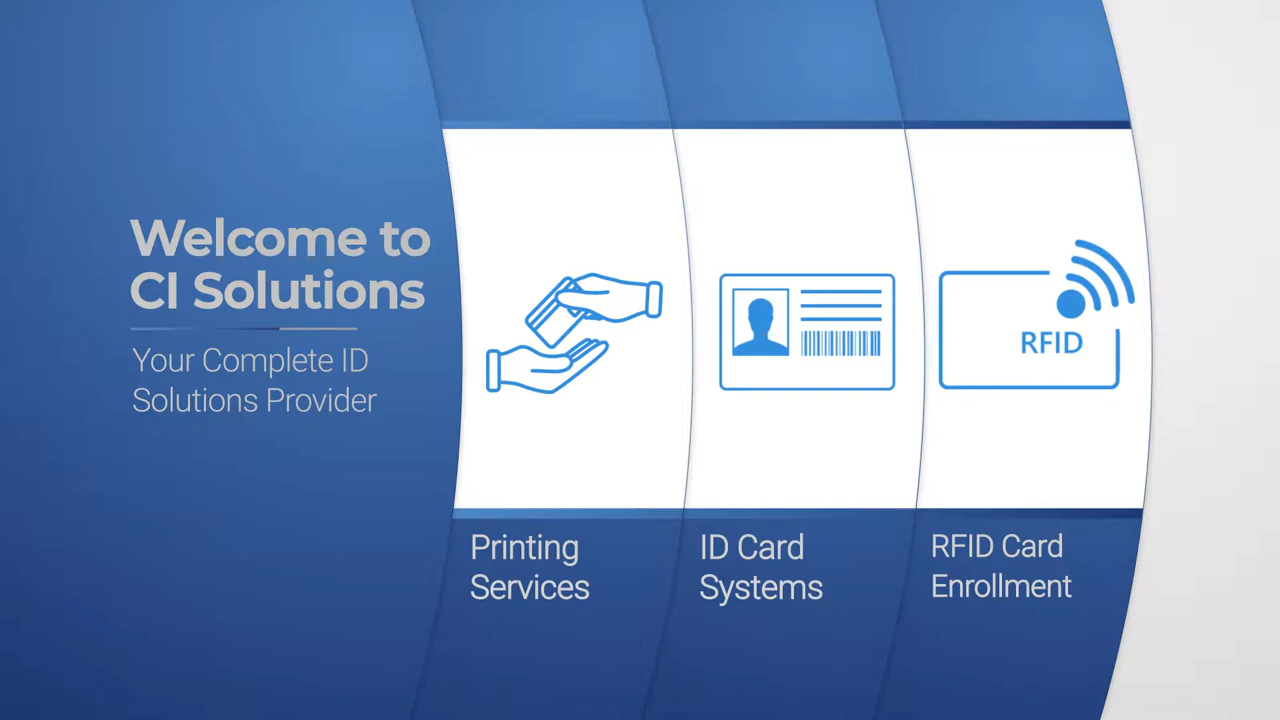 Welcome to
CI Solutions
Your Complete ID
Solutions Provider
RFID
Printing
Services
ID Card
Systems
RFID Card
Enrollment